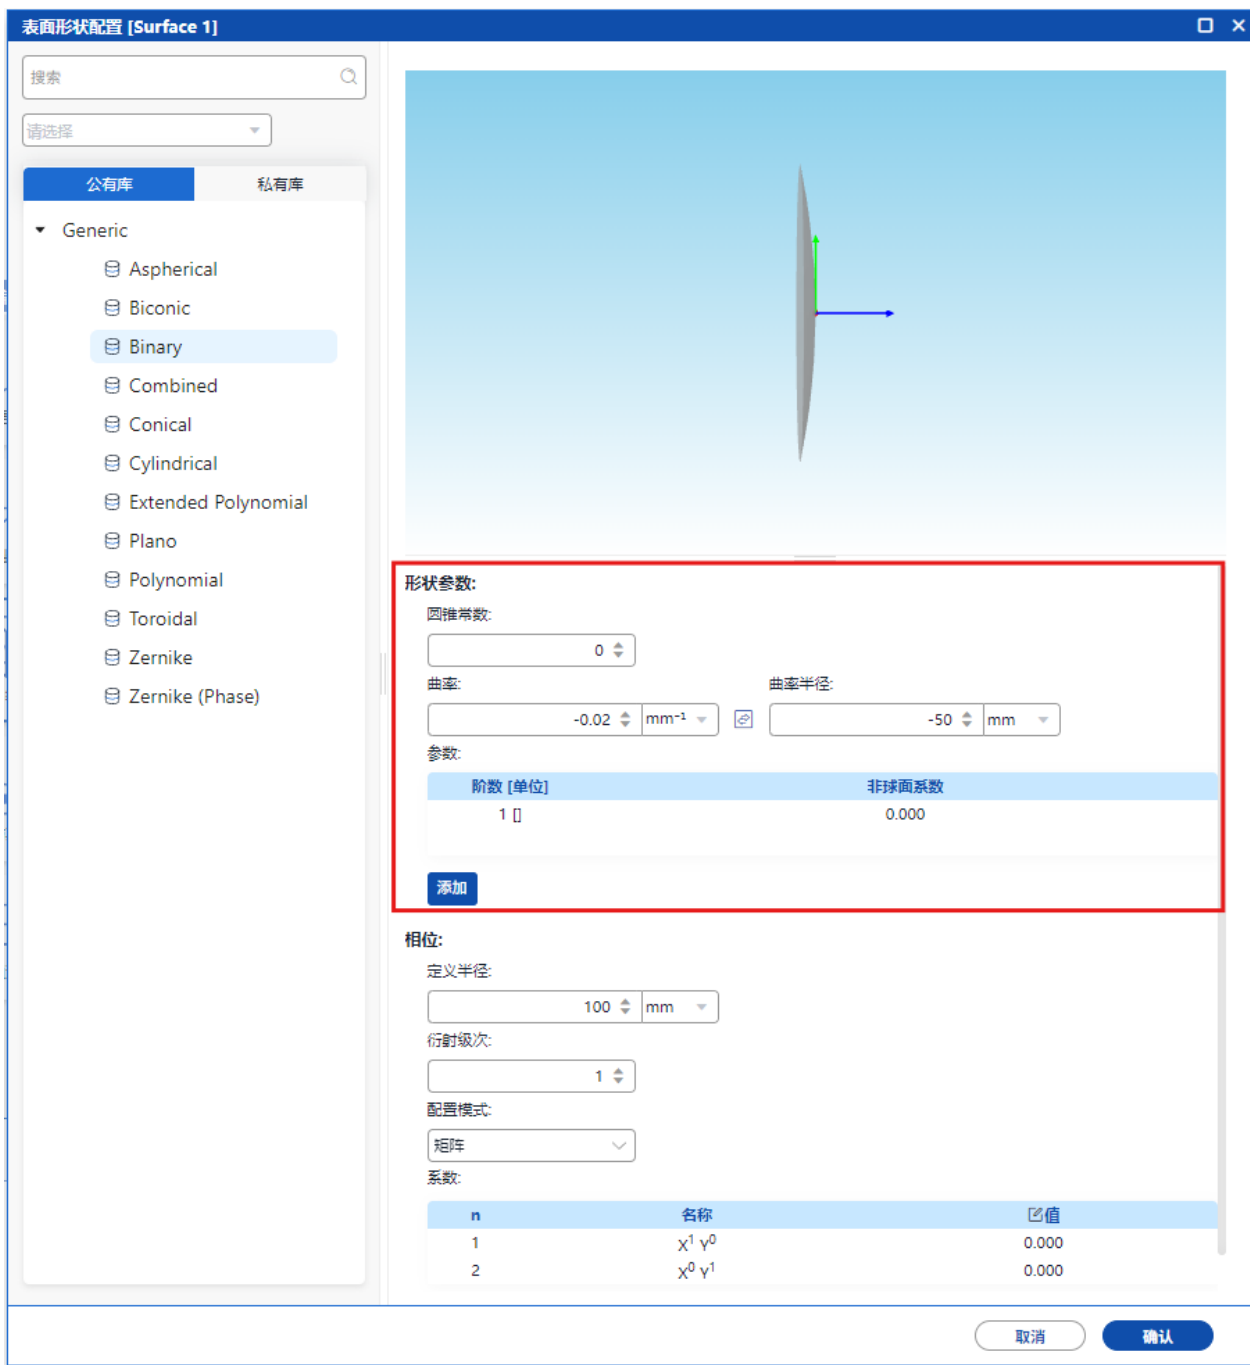 表面形状配置 [Surface 1]
搜索
请选择
公有库 私有库
Generic
Aspherical
Biconic
Binary
Combined
Conical
Cylindrical
Extended Polynomial
Plano
Polynomial
Toroidal
Zernike
Zernike (Phase)
形状参数:
圆锥常数:
0
曲率: 曲率半径:
-0.02 mm⁻¹ -50 mm
参数:
阶数 [单位] 非球面系数
1 [] 0.000
添加
相位:
定义半径:
100 mm
衍射级次:
1
配置模式:
矩阵
系数:
n 名称 值
1 X¹ Y⁰ 0.000
2 X⁰ Y¹ 0.000
取消 确认